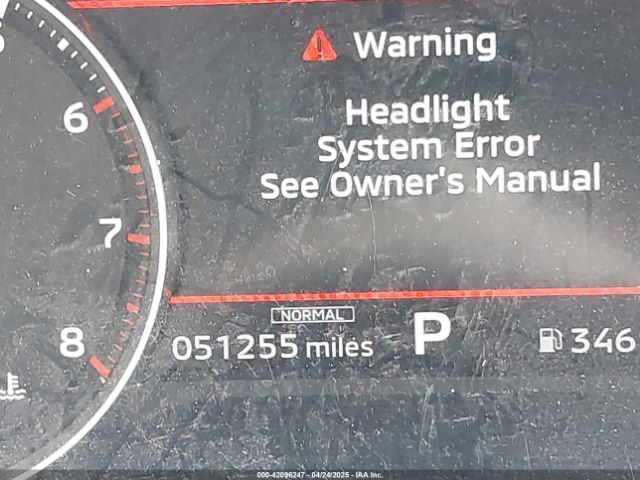 Warning
Headlight
System Error
See Owner's Manual
6
7
8
NORMAL
051255 miles
P
346
000-42096247 - 04/24/2025 - IAA Inc.